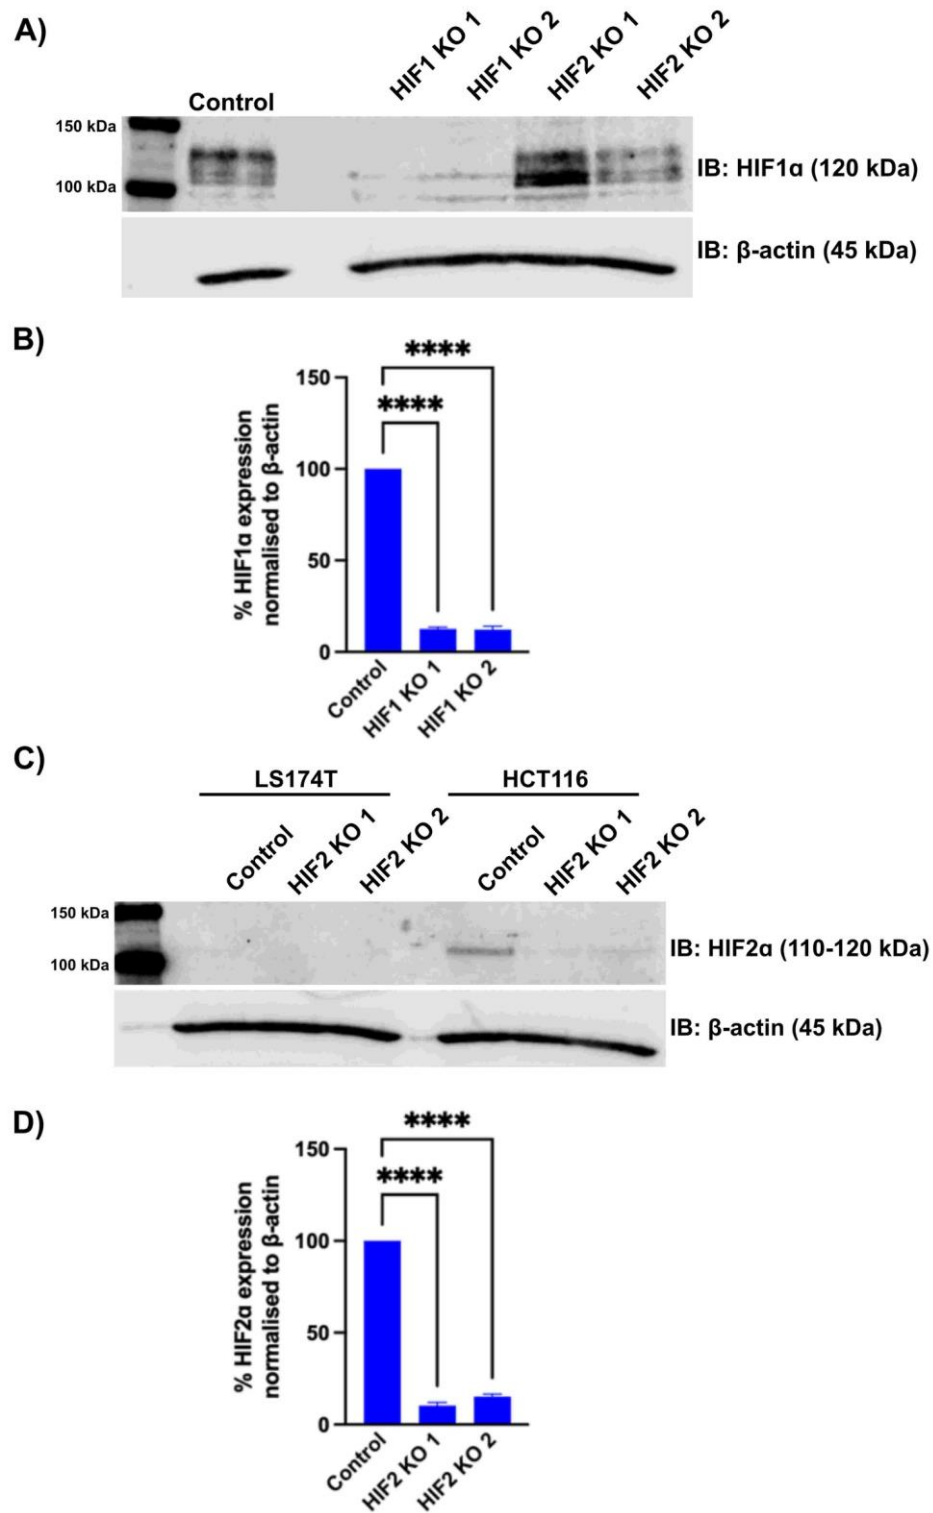 A)
HIF1 KO 1
HIF1 KO 2
HIF2 KO 1
HIF2 KO 2
Control
150 kDa
100 kDa
IB: HIF1α (120 kDa)
IB: β-actin (45 kDa)
B)
****
****
% HIF1α expression
normalised to β-actin
150
100
50
0
Control
HIF1 KO 1
HIF1 KO 2
C)
LS174T
HCT116
Control
HIF2 KO 1
HIF2 KO 2
Control
HIF2 KO 1
HIF2 KO 2
150 kDa
100 kDa
IB: HIF2α (110-120 kDa)
IB: β-actin (45 kDa)
D)
****
****
% HIF2α expression
normalised to β-actin
150
100
50
0
Control
HIF2 KO 1
HIF2 KO 2